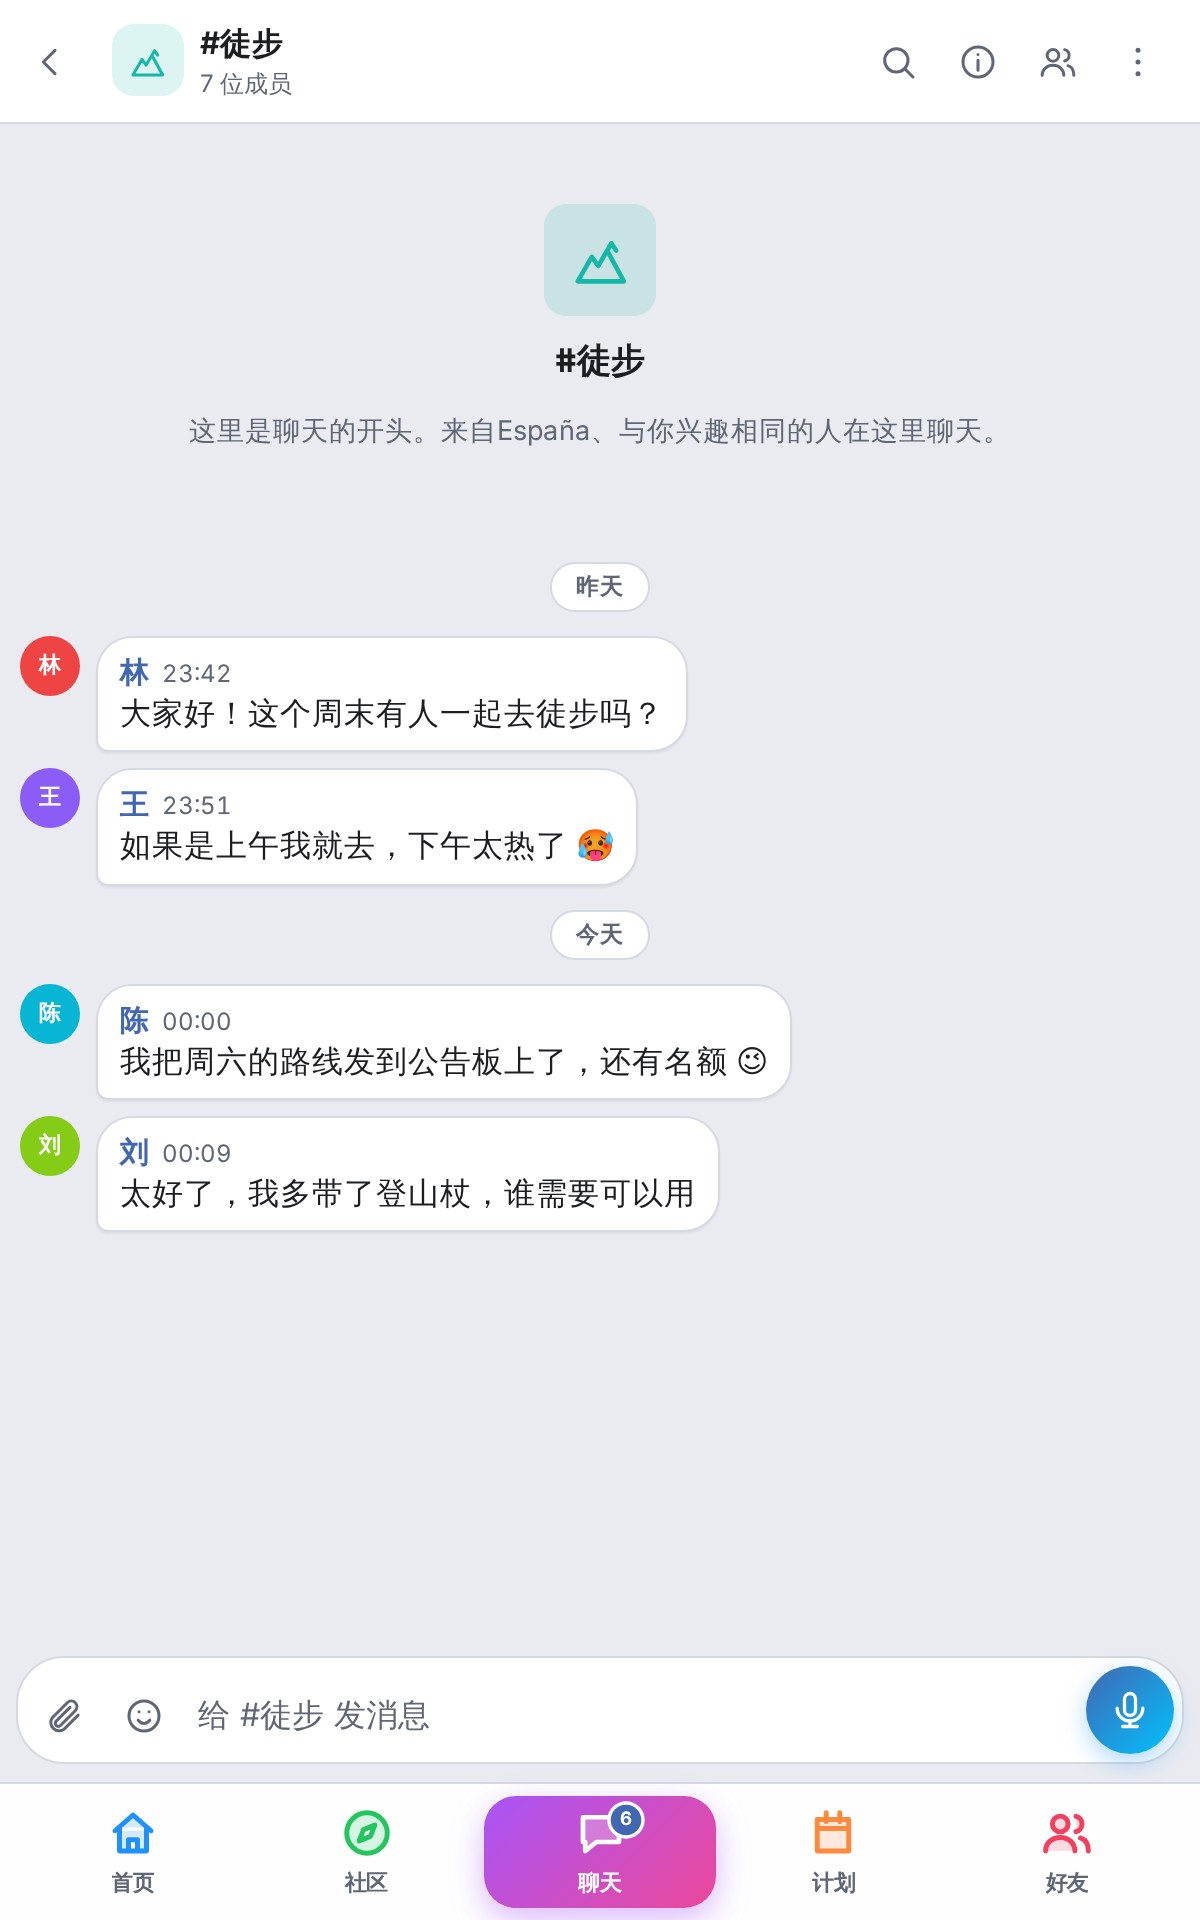 #徒步
7 位成员
#徒步
这里是聊天的开头。来自España、与你兴趣相同的人在这里聊天。
昨天
林
林 23:42
大家好！这个周末有人一起去徒步吗？
王
王 23:51
如果是上午我就去，下午太热了 🥵
今天
陈
陈 00:00
我把周六的路线发到公告板上了，还有名额 😉
刘
刘 00:09
太好了，我多带了登山杖，谁需要可以用
给 #徒步 发消息
6
首页 社区 聊天 计划 好友